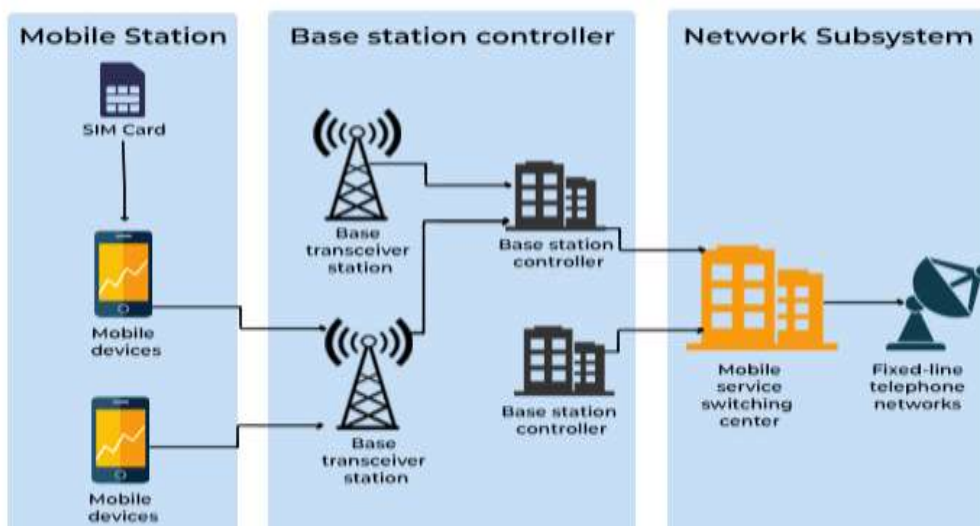 Mobile Station
SIM Card
Mobile
devices
Mobile
devices
Base station controller
Base
transceiver
station
Base
transceiver
station
Base station
controller
Base station
controller
Network Subsystem
Mobile
service
switching
center
Fixed-line
telephone
networks